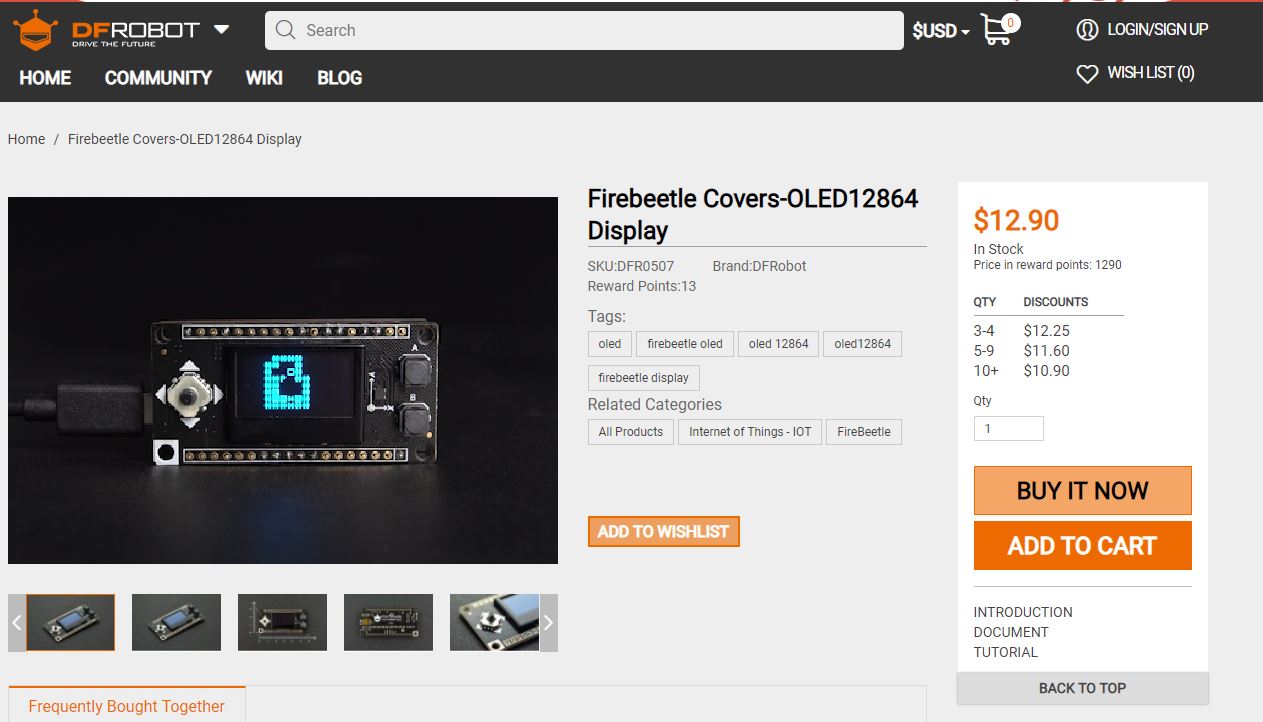 DFROBOT
DRIVE THE FUTURE
Search
$USD
0
LOGIN/SIGN UP
HOME
COMMUNITY
WIKI
BLOG
WISH LIST (0)
Home / Firebeetle Covers-OLED12864 Display
Firebeetle Covers-OLED12864
Display
SKU:DFR0507 Brand:DFRobot
Reward Points:13
Tags:
oled
firebeetle oled
oled 12864
oled12864
firebeetle display
Related Categories
All Products
Internet of Things - IOT
FireBeetle
ADD TO WISHLIST
A
B
$12.90
In Stock
Price in reward points: 1290
QTY DISCOUNTS
3-4 $12.25
5-9 $11.60
10+ $10.90
Qty
1
BUY IT NOW
ADD TO CART
INTRODUCTION
DOCUMENT
TUTORIAL
BACK TO TOP
Frequently Bought Together